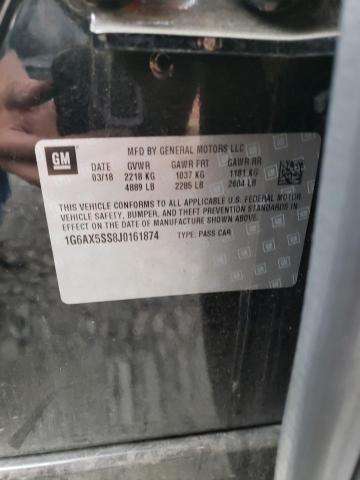 GM
MFD BY GENERAL MOTORS LLC
DATE GVWR GAWR FRT GAWR RR
03/18 2218 KG 1037 KG 1181 KG
4889 LB 2285 LB 2604 LB
THIS VEHICLE CONFORMS TO ALL APPLICABLE U.S. FEDERAL MOTOR
VEHICLE SAFETY, BUMPER, AND THEFT PREVENTION STANDARDS IN
EFFECT ON THE DATE OF MANUFACTURE SHOWN ABOVE.
1G6AX5SS8J0161874 TYPE: PASS CAR